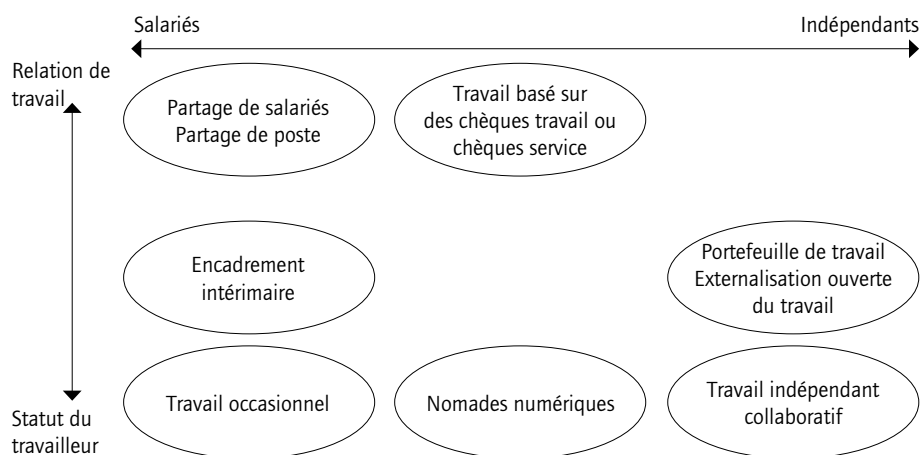 Salariés
Indépendants
Relation de
travail
Partage de salariés
Partage de poste
Travail basé sur
des chèques travail ou
chèques service
Encadrement
intérimaire
Portefeuille de travail
Externalisation ouverte
du travail
Travail occasionnel
Nomades numériques
Travail indépendant
collaboratif
Statut du
travailleur